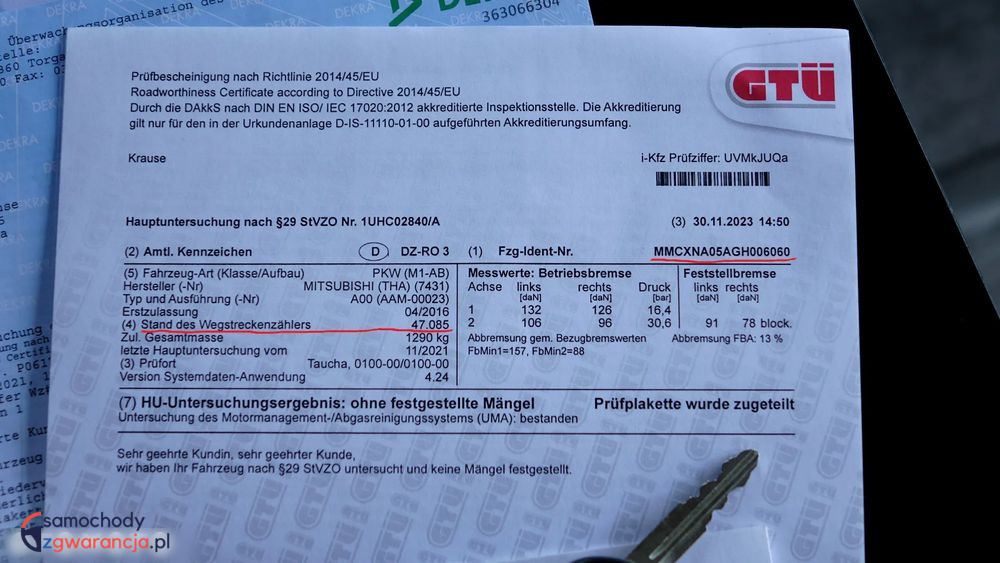 DEKRA
363066304
Überwachungsorganisation des
stelle:
860 Torga
0 Fax: 03
GTÜ
Prüfbescheinigung nach Richtlinie 2014/45/EU
Roadworthiness Certificate according to Directive 2014/45/EU
Durch die DAkkS nach DIN EN ISO/ IEC 17020:2012 akkreditierte Inspektionsstelle. Die Akkreditierung
gilt nur für den in der Urkundenanlage D-IS-11110-01-00 aufgeführten Akkreditierungsumfang.
Krause
i-Kfz Prüfziffer: UVMkJUQa
Hauptuntersuchung nach §29 StVZO Nr. 1UHC02840/A (3) 30.11.2023 14:50
(2) Amtl. Kennzeichen D DZ-RO 3 (1) Fzg-Ident-Nr. MMCXNA05AGH006060
(5) Fahrzeug-Art (Klasse/Aufbau) PKW (M1-AB)
Hersteller (-Nr) MITSUBISHI (THA) (7431)
Typ und Ausführung (-Nr) A00 (AAM-00023)
Erstzulassung 04/2016
(4) Stand des Wegstreckenzählers 47.085
Zul. Gesamtmasse 1290 kg
letzte Hauptuntersuchung vom 11/2021
(3) Prüfort Taucha, 0100-00/0100-00
Version Systemdaten-Anwendung 4.24
Messwerte: Betriebsbremse
Achse links rechts Druck
[daN] [daN] [bar]
1 132 126 16,4
2 106 96 30,6
Abbremsung gem. Bezugbremswerten
FbMin1=157, FbMin2=88
Feststellbremse
links rechts
[daN] [daN]
91 78 block.
Abbremsung FBA: 13 %
(7) HU-Untersuchungsergebnis: ohne festgestellte Mängel Prüfplakette wurde zugeteilt
Untersuchung des Motormanagement-/Abgasreinigungssystems (UMA): bestanden
Sehr geehrte Kundin, sehr geehrter Kunde,
wir haben Ihr Fahrzeug nach §29 StVZO untersucht und keine Mängel festgestellt.
samochody
zgwarancja.pl